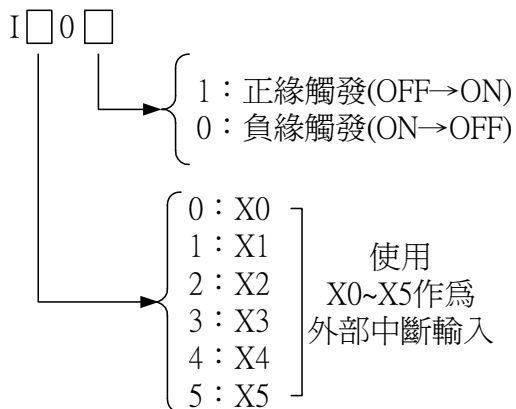 I□0□
1：正緣觸發(OFF→ON)
0：負緣觸發(ON→OFF)
0：X0
1：X1
2：X2
3：X3
4：X4
5：X5
使用
X0~X5作爲
外部中斷輸入